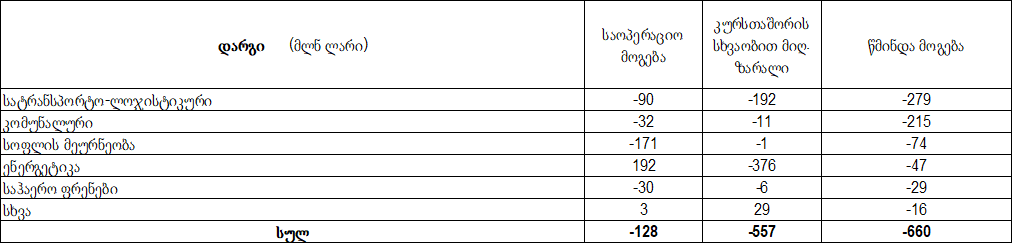 დარგი (მლნ ლარი) საოპერაციო მოგება კურსთაშორის სხვაობით მიღ. ზარალი წმინდა მოგება
სატრანსპორტო-ლოჯისტიკური -90 -192 -279
კომუნალური -32 -11 -215
სოფლის მეურნეობა -171 -1 -74
ენერგეტიკა 192 -376 -47
საჰაერო ფრენები -30 -6 -29
სხვა 3 29 -16
სულ -128 -557 -660